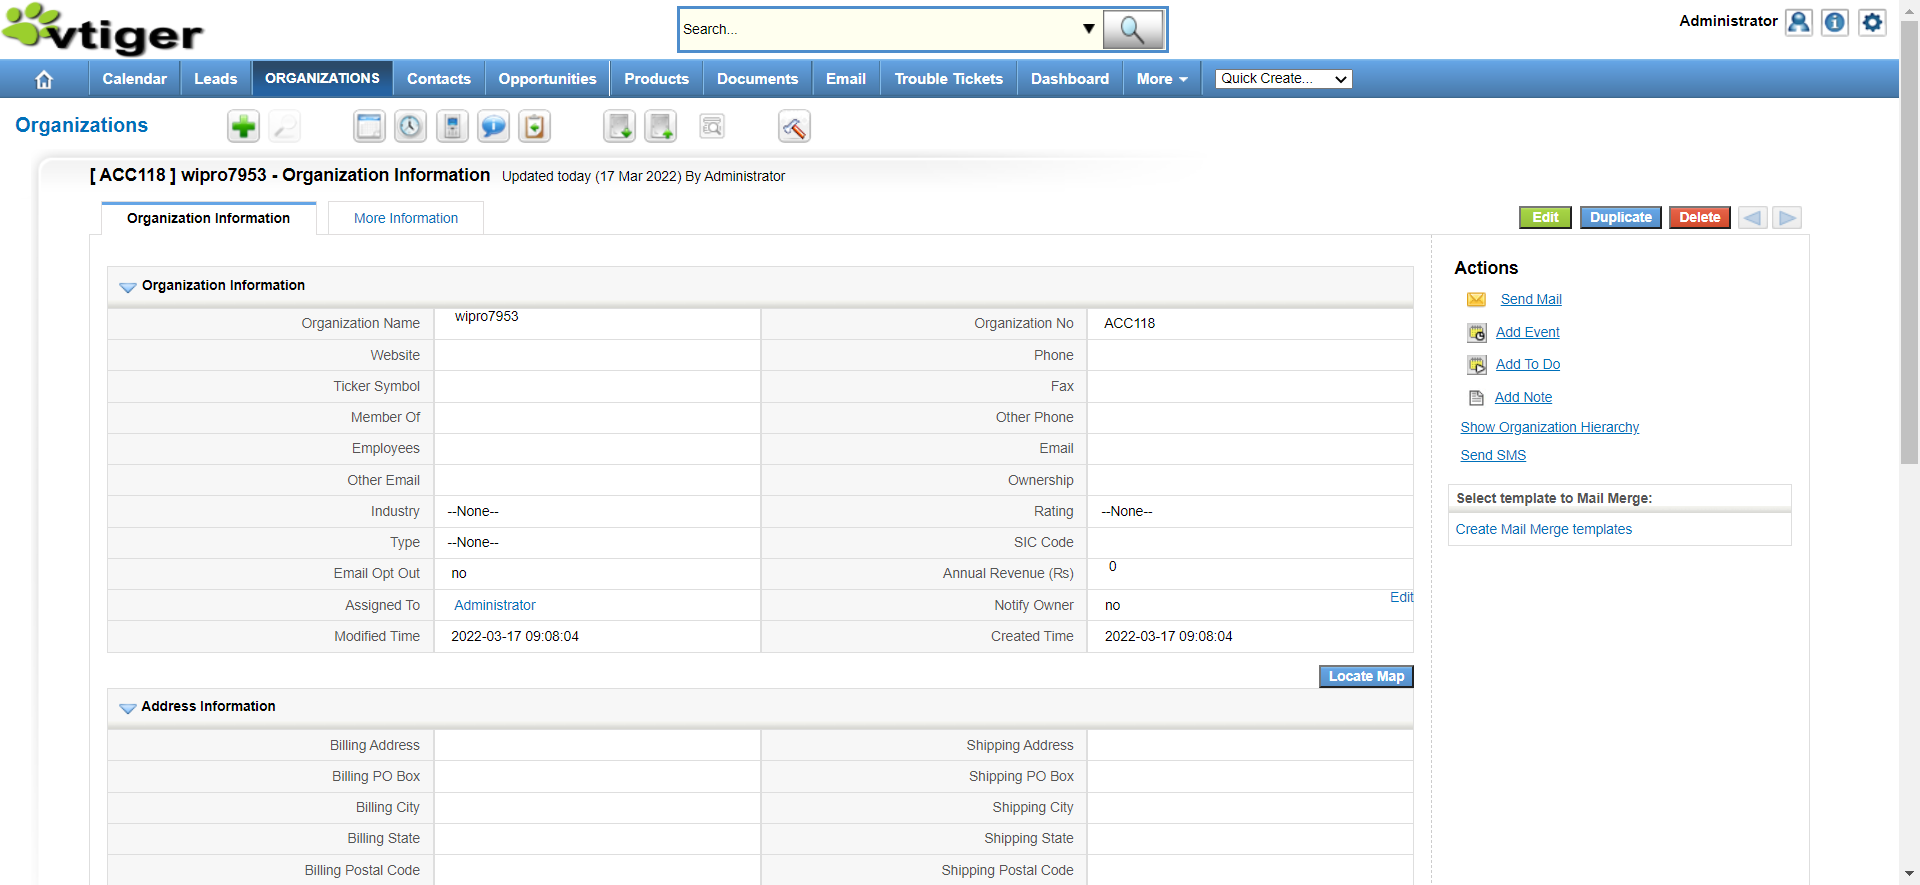 vtiger
Search...
Administrator
Calendar Leads ORGANIZATIONS Contacts Opportunities Products Documents Email Trouble Tickets Dashboard More Quick Create...
Organizations
[ ACC118 ] wipro7953 - Organization Information Updated today (17 Mar 2022) By Administrator
Organization Information More Information
Edit Duplicate Delete
Organization Information
Organization Name wipro7953 Organization No ACC118
Website Phone
Ticker Symbol Fax
Member Of Other Phone
Employees Email
Other Email Ownership
Industry --None-- Rating --None--
Type --None-- SIC Code
Email Opt Out no Annual Revenue (Rs) 0
Assigned To Administrator Notify Owner no Edit
Modified Time 2022-03-17 09:08:04 Created Time 2022-03-17 09:08:04
Locate Map
Address Information
Billing Address Shipping Address
Billing PO Box Shipping PO Box
Billing City Shipping City
Billing State Shipping State
Billing Postal Code Shipping Postal Code
Actions
Send Mail
Add Event
Add To Do
Add Note
Show Organization Hierarchy
Send SMS
Select template to Mail Merge:
Create Mail Merge templates